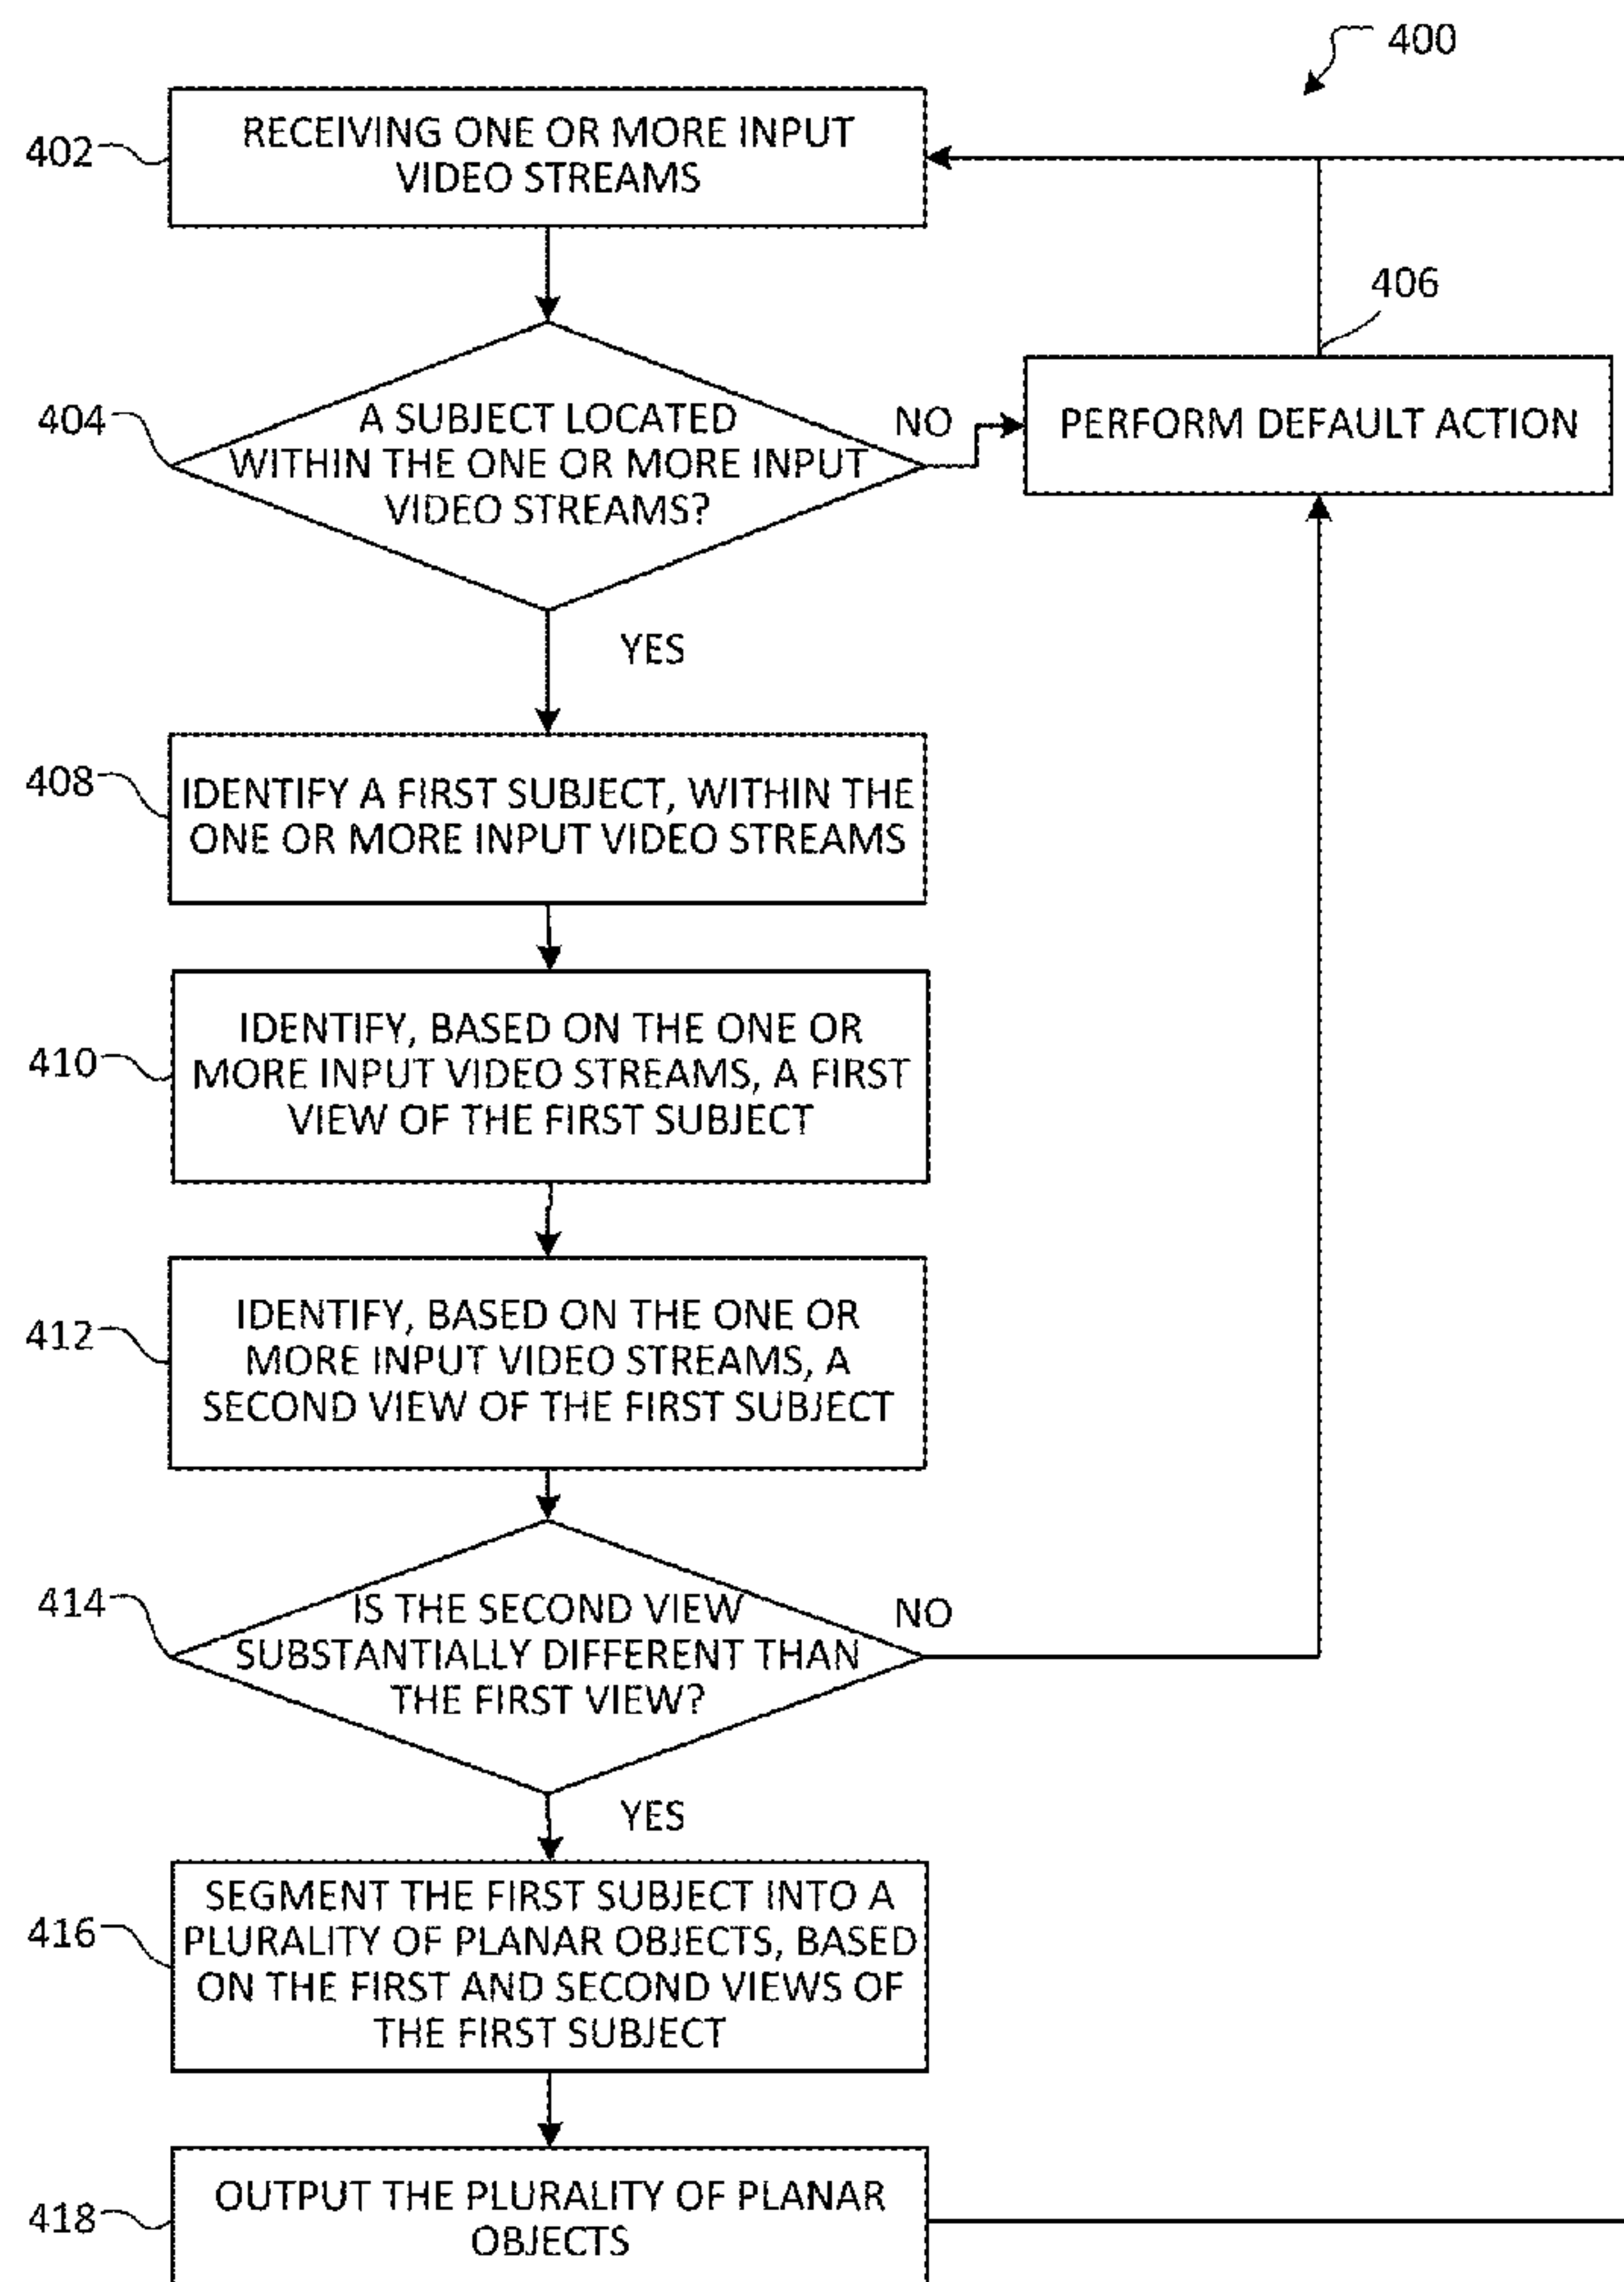 400
402
RECEIVING ONE OR MORE INPUT
VIDEO STREAMS
406
404
A SUBJECT LOCATED
WITHIN THE ONE OR MORE INPUT
VIDEO STREAMS?
NO
PERFORM DEFAULT ACTION
YES
408
IDENTIFY A FIRST SUBJECT, WITHIN THE
ONE OR MORE INPUT VIDEO STREAMS
410
IDENTIFY, BASED ON THE ONE OR
MORE INPUT VIDEO STREAMS, A FIRST
VIEW OF THE FIRST SUBJECT
412
IDENTIFY, BASED ON THE ONE OR
MORE INPUT VIDEO STREAMS, A
SECOND VIEW OF THE FIRST SUBJECT
414
IS THE SECOND VIEW
SUBSTANTIALLY DIFFERENT THAN
THE FIRST VIEW?
NO
YES
416
SEGMENT THE FIRST SUBJECT INTO A
PLURALITY OF PLANAR OBJECTS, BASED
ON THE FIRST AND SECOND VIEWS OF
THE FIRST SUBJECT
418
OUTPUT THE PLURALITY OF PLANAR
OBJECTS